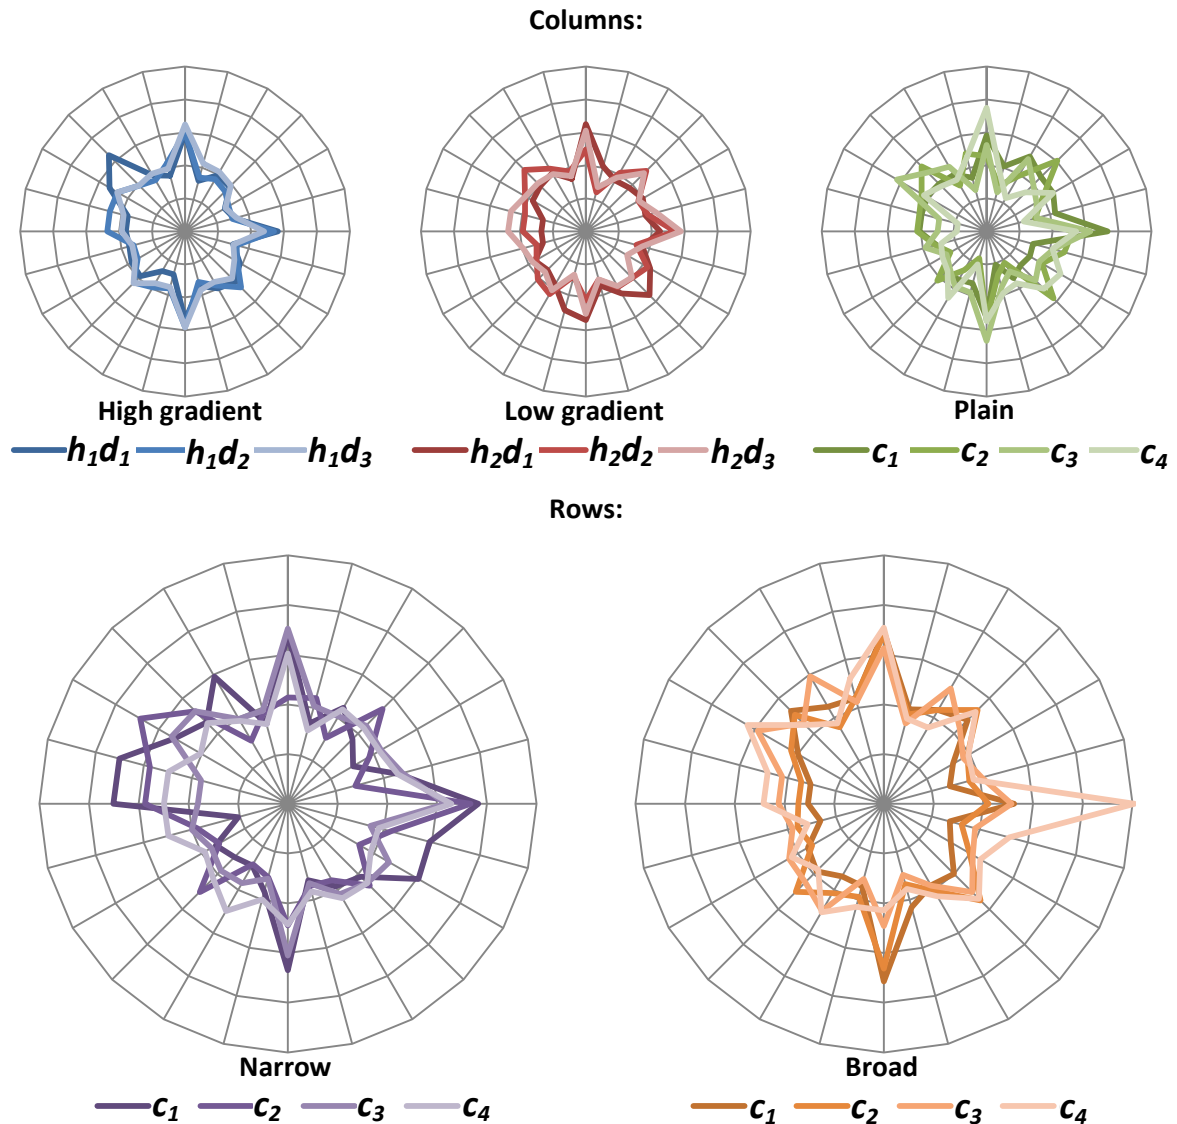 Columns:
High gradient Low gradient Plain
h₁d₁ h₁d₂ h₁d₃ h₂d₁ h₂d₂ h₂d₃ c₁ c₂ c₃ c₄
Rows:
Narrow Broad
c₁ c₂ c₃ c₄ c₁ c₂ c₃ c₄